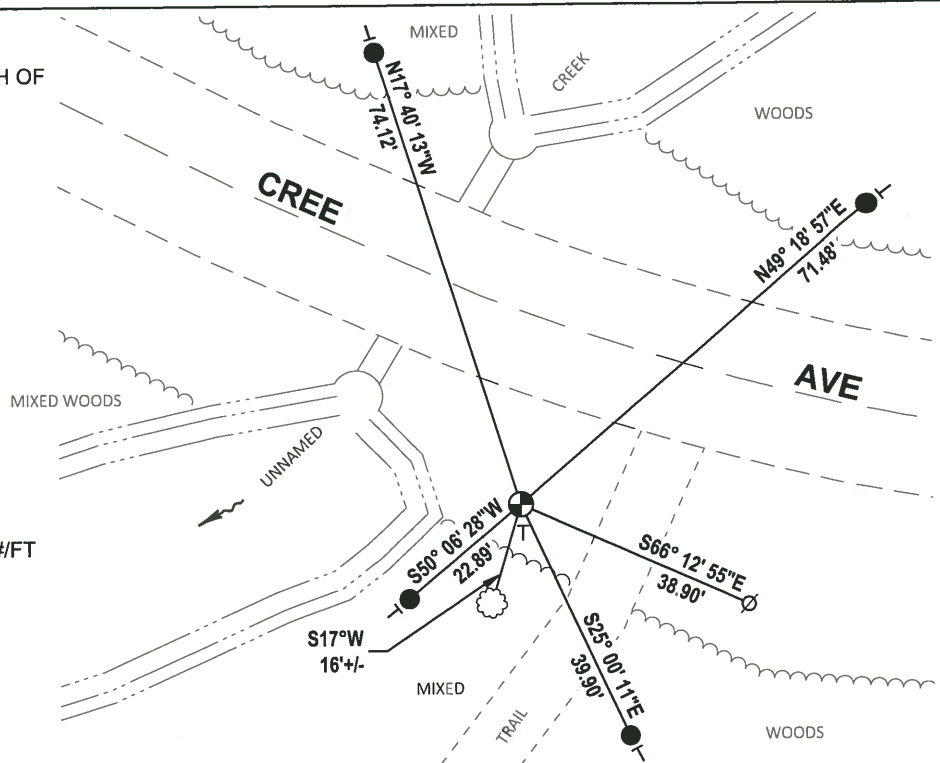 MIXED
H OF
CREEK
N17° 40' 13"W
74.12'
WOODS
CREE
N49° 18' 57"E
71.48'
AVE
MIXED WOODS
UNNAMED
S50° 06' 28"W
22.89'
#/FT
S66° 12' 55"E
38.90'
S17°W
16'+/-
S25° 00' 11"E
39.90'
MIXED
TRAIL
WOODS